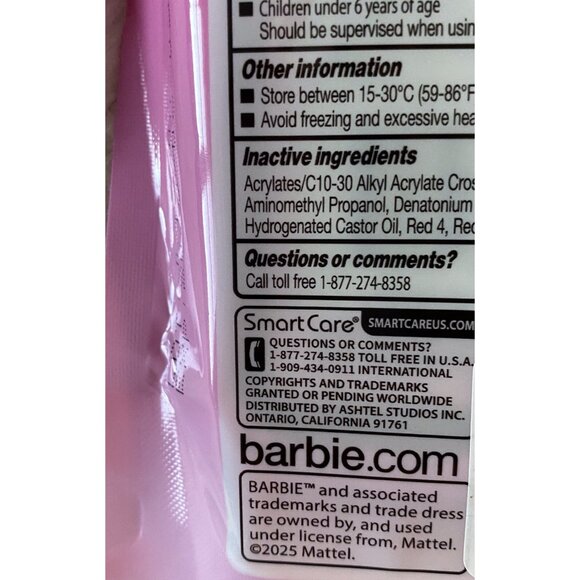 ■ Children under 6 years of age
Should be supervised when usin
Other information
■ Store between 15-30°C (59-86°F
■ Avoid freezing and excessive hea
Inactive ingredients
Acrylates/C10-30 Alkyl Acrylate Cros
Aminomethyl Propanol, Denatonium
Hydrogenated Castor Oil, Red 4, Red
Questions or comments?
Call toll free 1-877-274-8358
SmartCare® SMARTCAREUS.COM
QUESTIONS OR COMMENTS?
1-877-274-8358 TOLL FREE IN U.S.A.
1-909-434-0911 INTERNATIONAL
COPYRIGHTS AND TRADEMARKS
GRANTED OR PENDING WORLDWIDE
DISTRIBUTED BY ASHTEL STUDIOS INC.
ONTARIO, CALIFORNIA 91761
barbie.com
BARBIE™ and associated
trademarks and trade dress
are owned by, and used
under license from, Mattel.
©2025 Mattel.